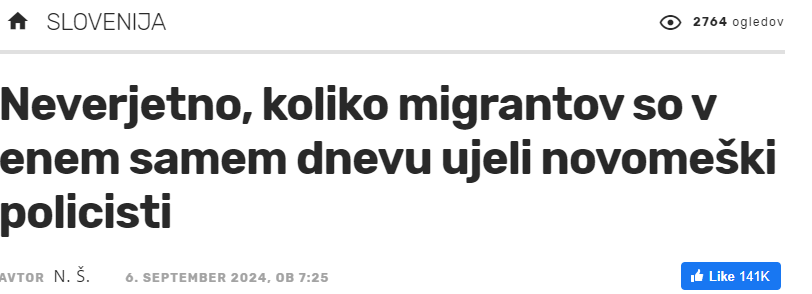 SLOVENIJA 2764 ogledov
Neverjetno, koliko migrantov so v
enem samem dnevu ujeli novomeški
policisti
AVTOR N. Š. 6. SEPTEMBER 2024, OB 7:25 Like 141K